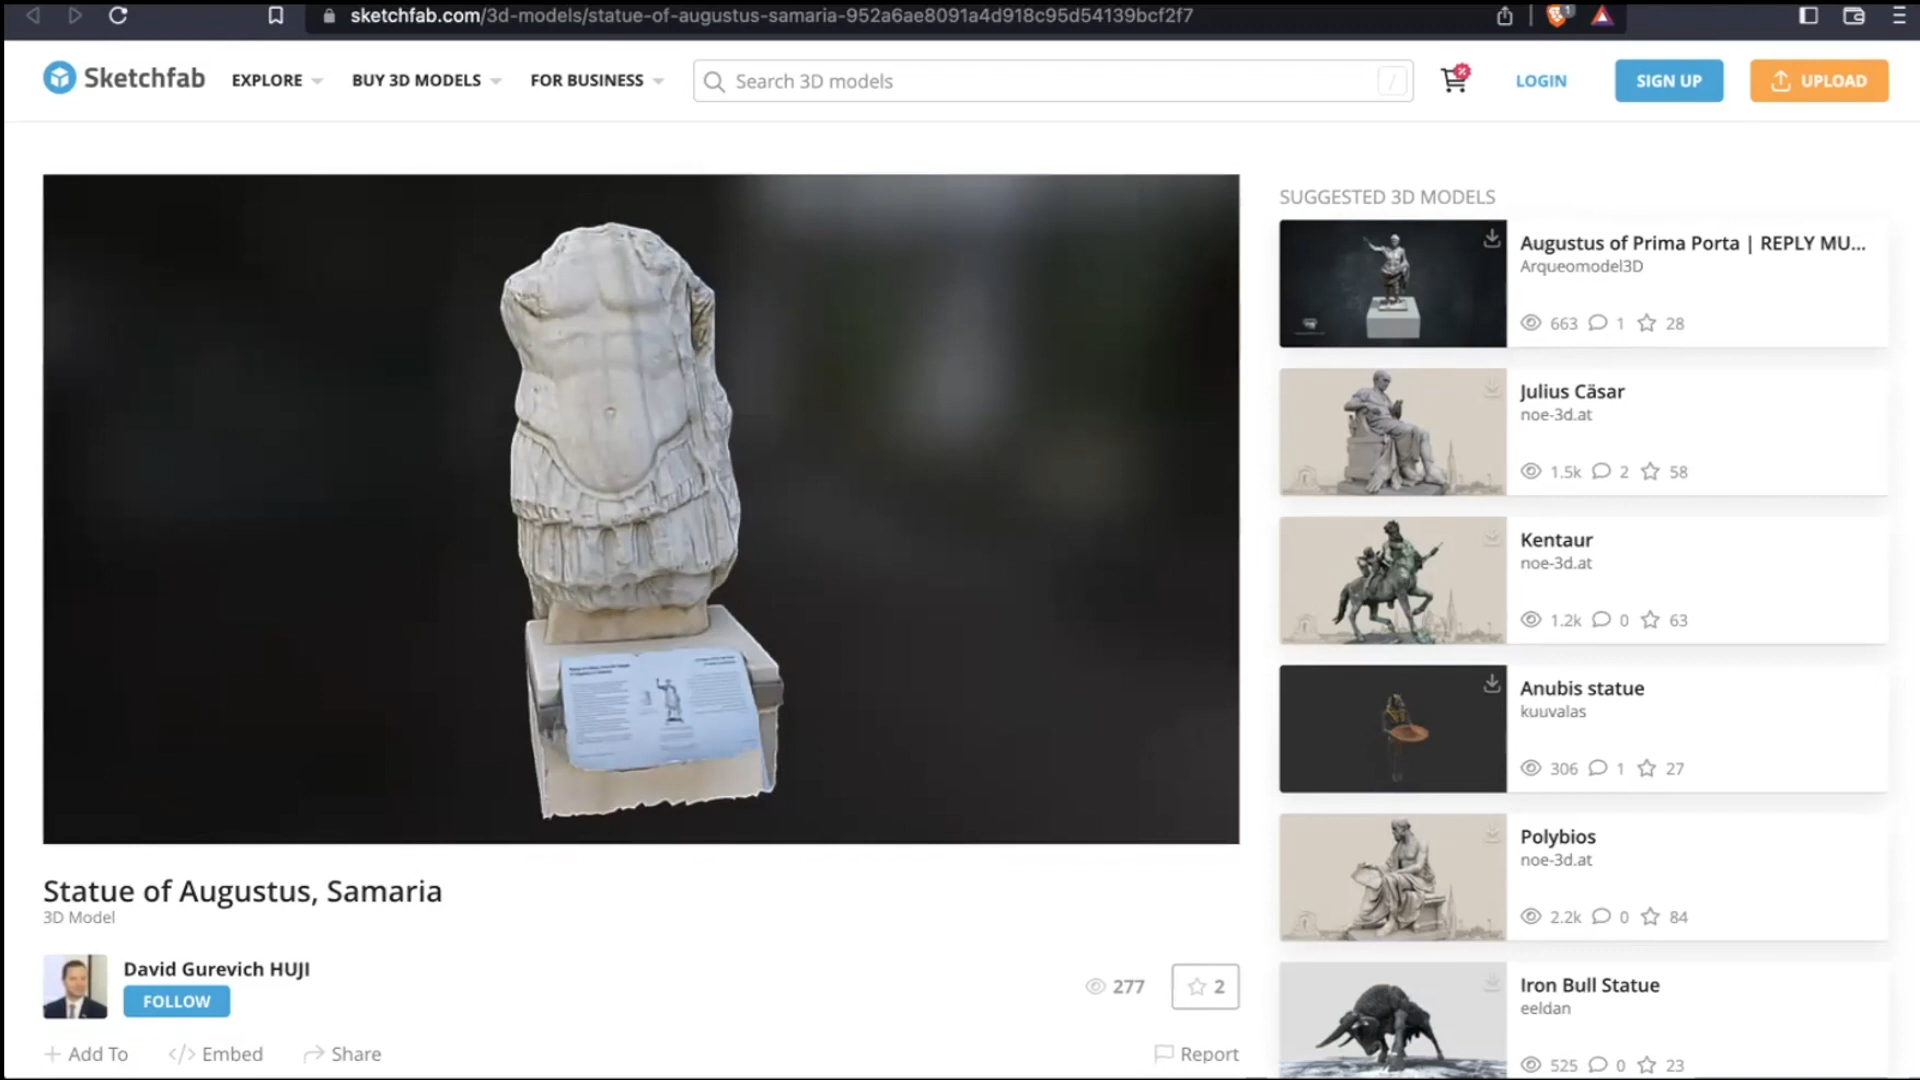 sketchfab.com/3d-models/statue-of-augustus-samaria-952a6ae8091a4d918c95d54139bcf2f7
1
Sketchfab
EXPLORE
BUY 3D MODELS
FOR BUSINESS
Search 3D models
/
LOGIN
SIGN UP
UPLOAD
SUGGESTED 3D MODELS
Augustus of Prima Porta | REPLY MU...
Arqueomodel3D
663 1 28
Julius Cäsar
noe-3d.at
1.5k 2 58
Kentaur
noe-3d.at
1.2k 0 63
Anubis statue
kuuvalas
306 1 27
Polybios
noe-3d.at
2.2k 0 84
Iron Bull Statue
eeldan
525 0 23
Statue of Augustus, Samaria
3D Model
David Gurevich HUJI
FOLLOW
277
2
Add To
Embed
Share
Report